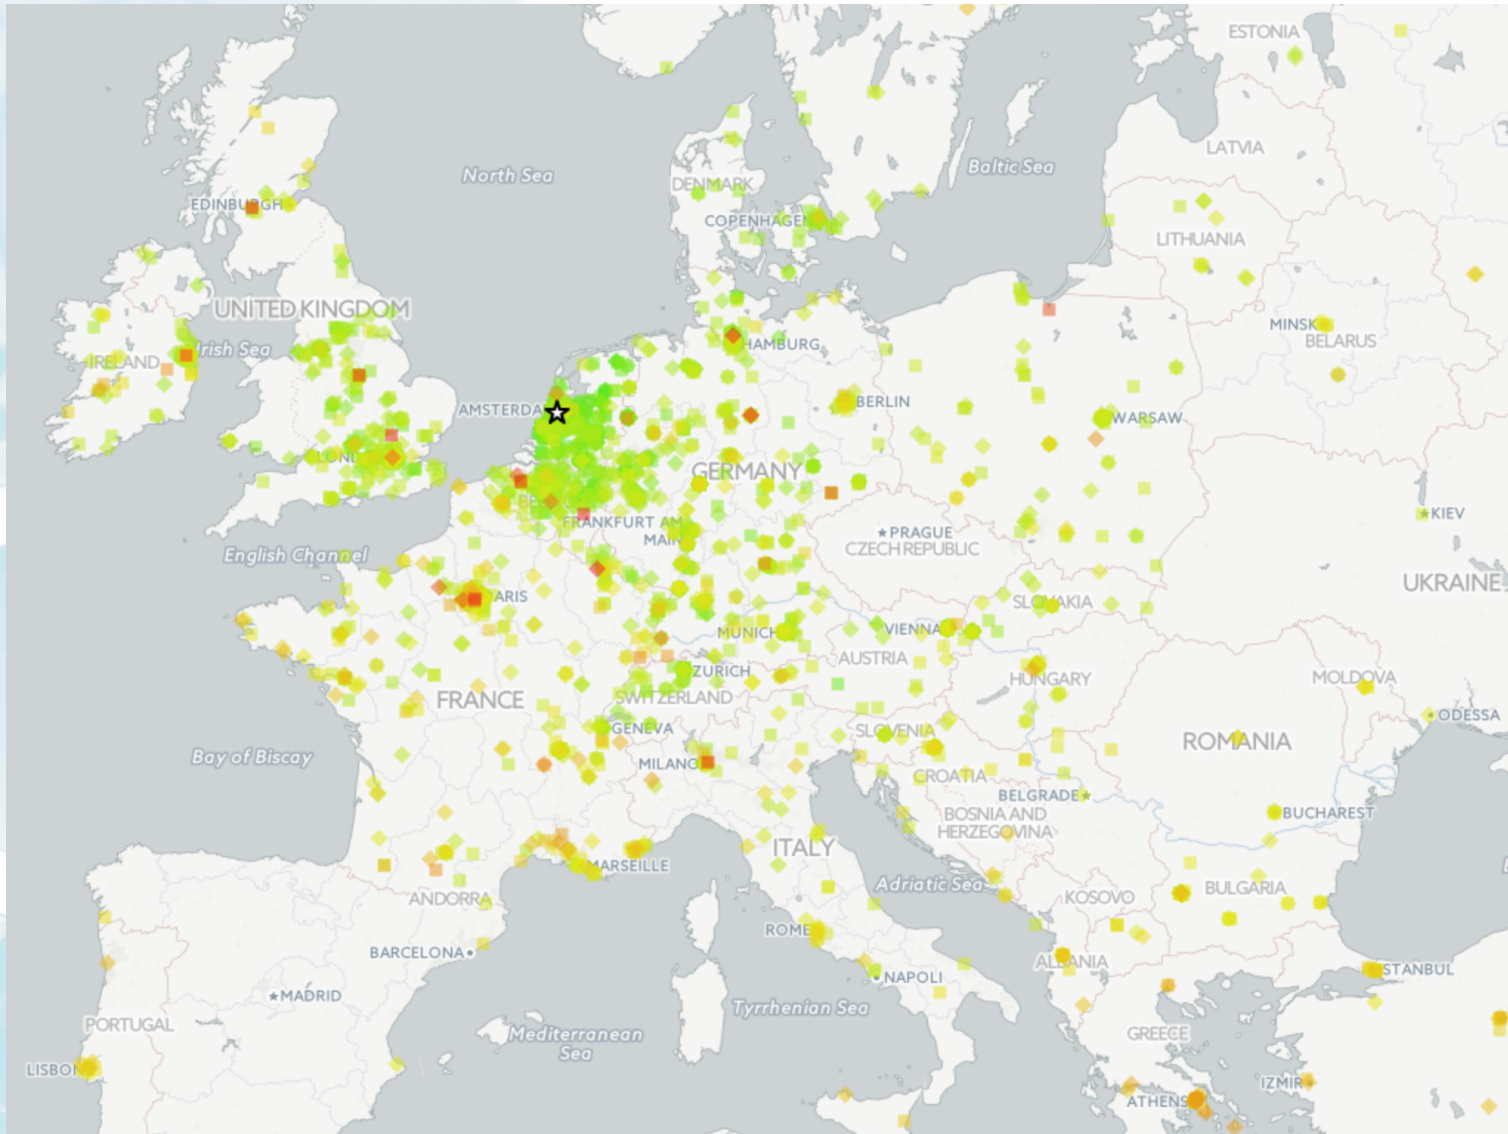 ESTONIA
LATVIA
North Sea
Baltic Sea
DENMARK
EDINBURGH
COPENHAGEN
LITHUANIA
UNITED KINGDOM
MINSK
BELARUS
IRELAND
Irish Sea
HAMBURG
AMSTERDA
BERLIN
WARSAW
LOND
GERMANY
BE
KIEV
FRANKFURT AM
MAIN
PRAGUE
CZECH REPUBLIC
English Channel
UKRAINE
PARIS
SLOVAKIA
MUNICH
VIENNA
AUSTRIA
ZURICH
HUNGARY
MOLDOVA
SWITZERLAND
FRANCE
ODESSA
GENEVA
SLOVENIA
ROMANIA
Bay of Biscay
MILANO
CROATIA
BELGRADE
BOSNIA AND
HERZEGOVINA
BUCHAREST
ITALY
MARSEILLE
Adriatic Sea
KOSOVO
BULGARIA
ANDORRA
ROME
BARCELONA
ALBANIA
ISTANBUL
NAPOLI
MADRID
Tyrrhenian Sea
PORTUGAL
Mediterranean
Sea
GREECE
LISBON
IZMIR
ATHENS